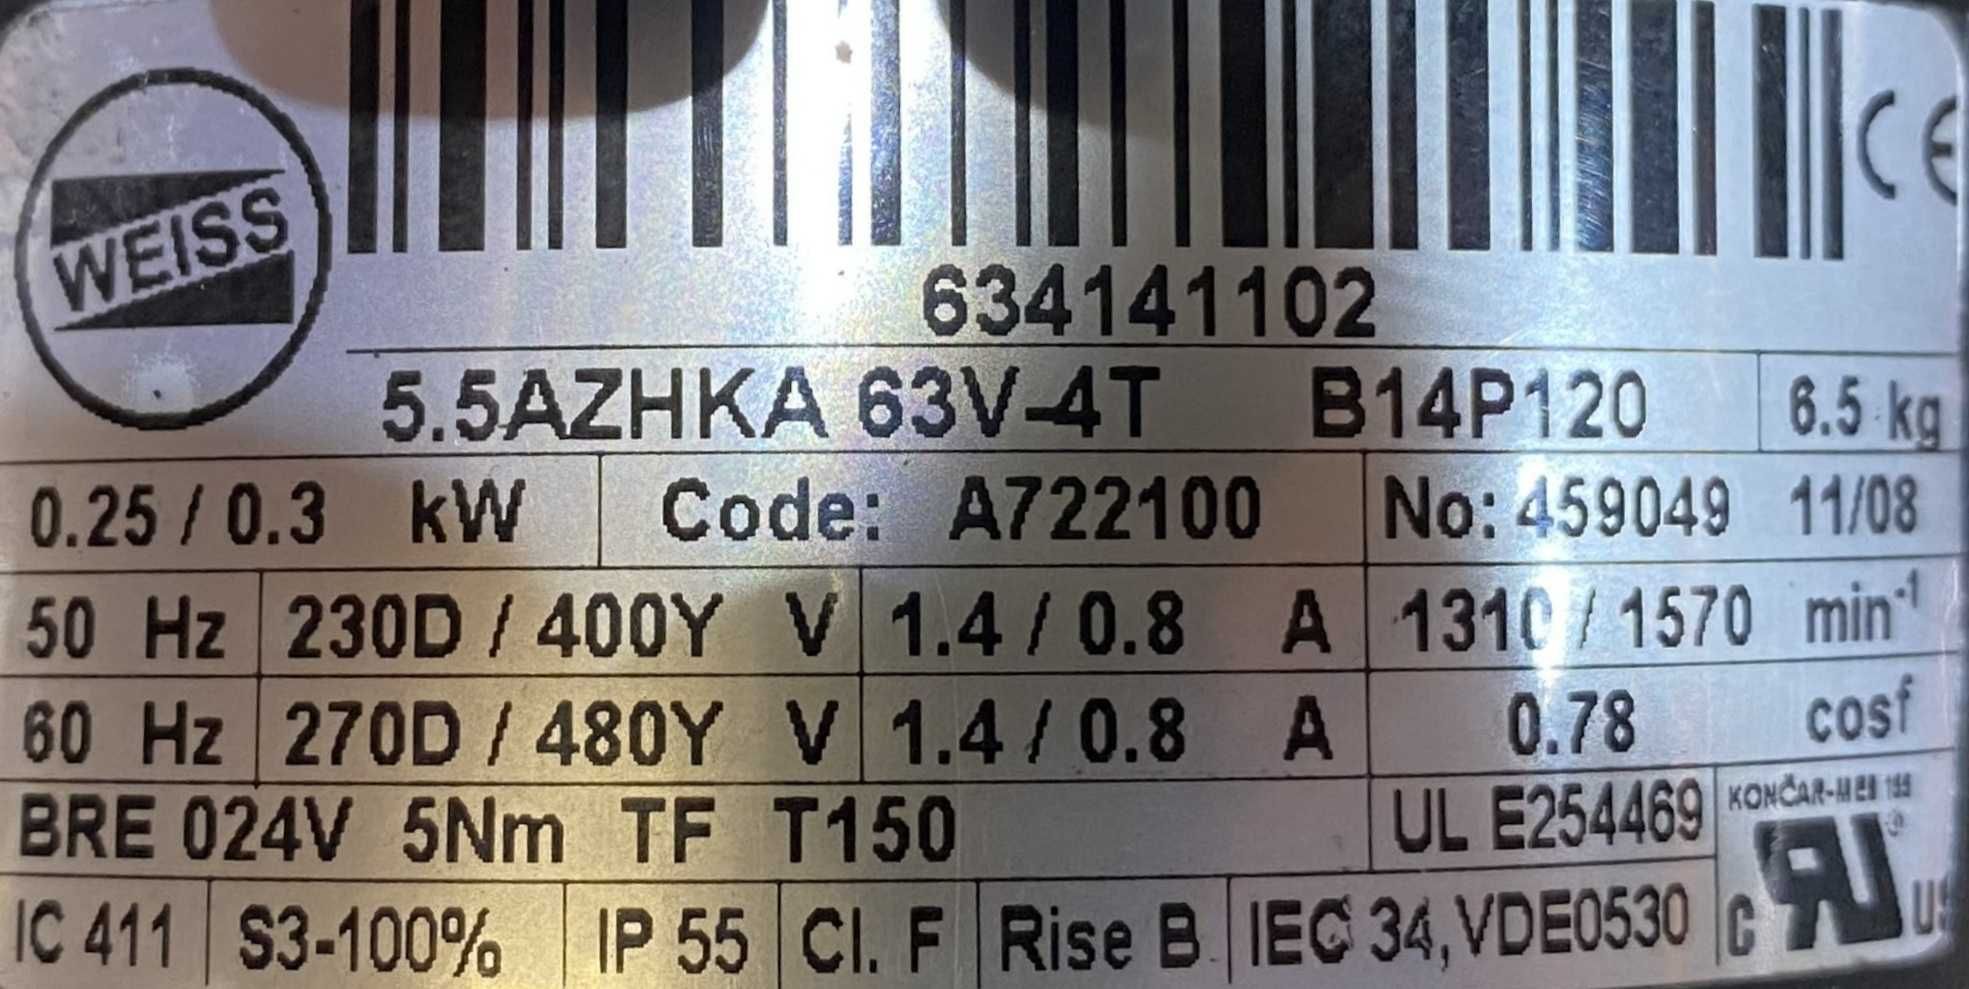 WEISS
CE
634141102
5.5AZHKA 63V-4T B14P120 6.5 kg
0.25 / 0.3 kW Code: A722100 No: 459049 11/08
50 Hz 230D / 400Y V 1.4 / 0.8 A 1310 / 1570 min-1
60 Hz 270D / 480Y V 1.4 / 0.8 A 0.78 cosf
BRE 024V 5Nm TF T150 UL E254469 KONČAR-MES
IC 411 S3-100% IP 55 Cl. F Rise B IEC 34, VDE0530 C RU US